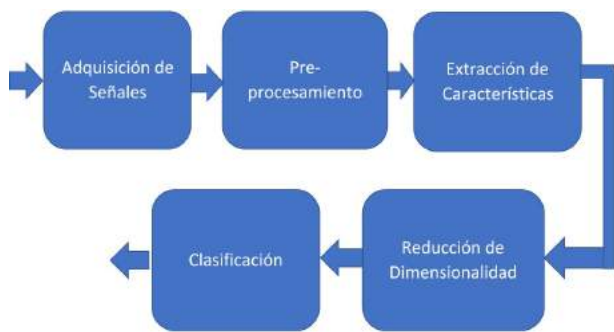 Adquisición de
Señales
Pre-
procesamiento
Extracción de
Características
Reducción de
Dimensionalidad
Clasificación